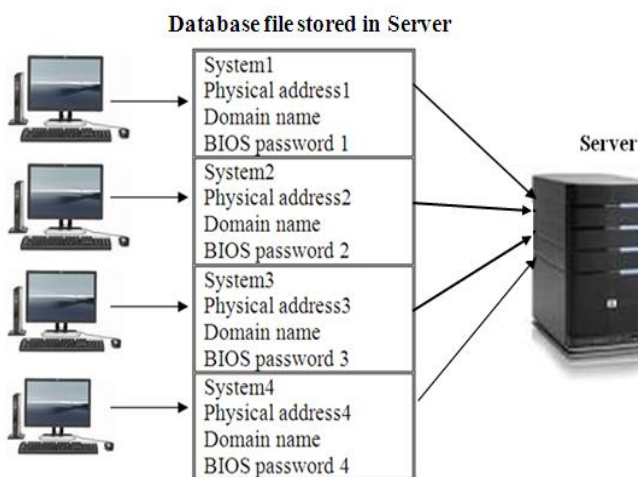 Database file stored in Server
System1
Physical address1
Domain name
BIOS password 1
System2
Physical address2
Domain name
BIOS password 2
System3
Physical address3
Domain name
BIOS password 3
System4
Physical address4
Domain name
BIOS password 4
Server